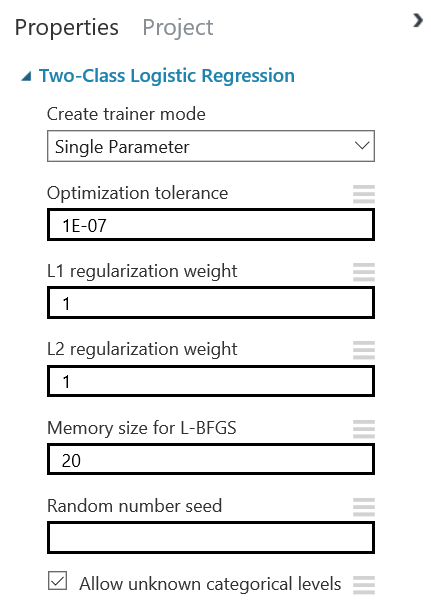 Properties Project
Two-Class Logistic Regression
Create trainer mode
Single Parameter
Optimization tolerance
1E-07
L1 regularization weight
1
L2 regularization weight
1
Memory size for L-BFGS
20
Random number seed
Allow unknown categorical levels